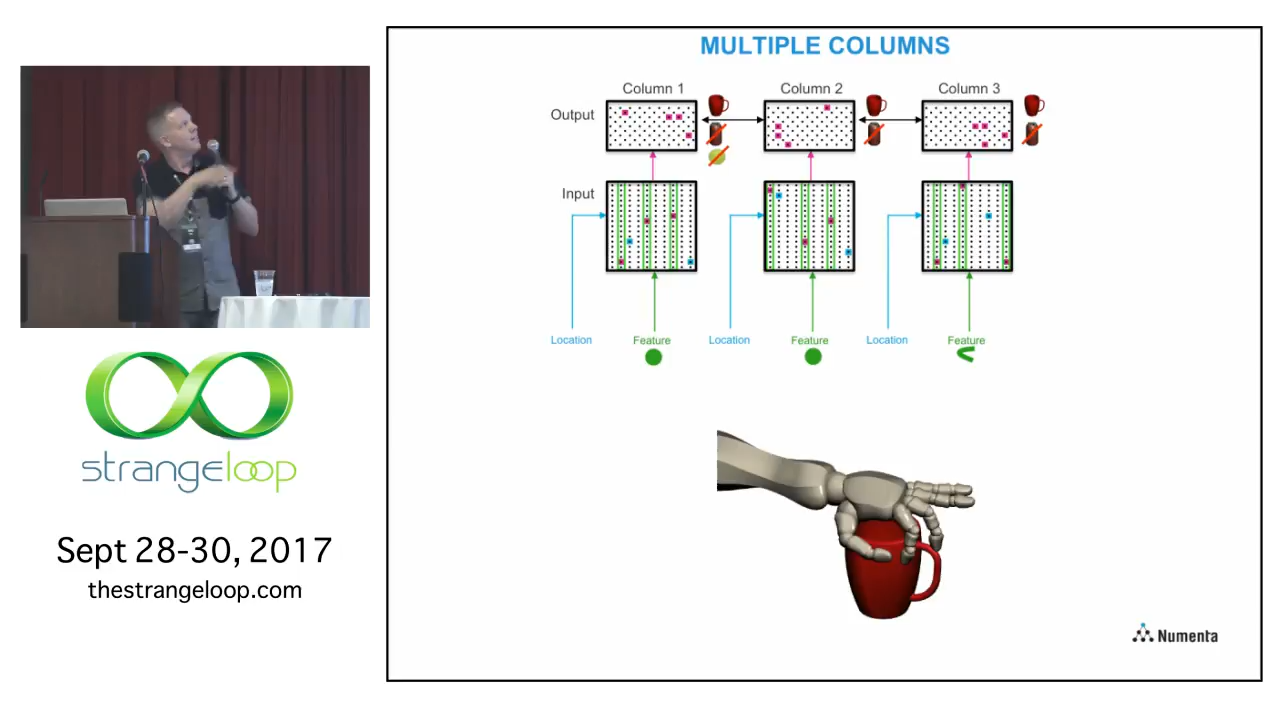 MULTIPLE COLUMNS
Column 1
Column 2
Column 3
Output
Input
Location
Feature
Location
Feature
Location
Feature
Numenta
strangeloop
Sept 28-30, 2017
thestrangeloop.com